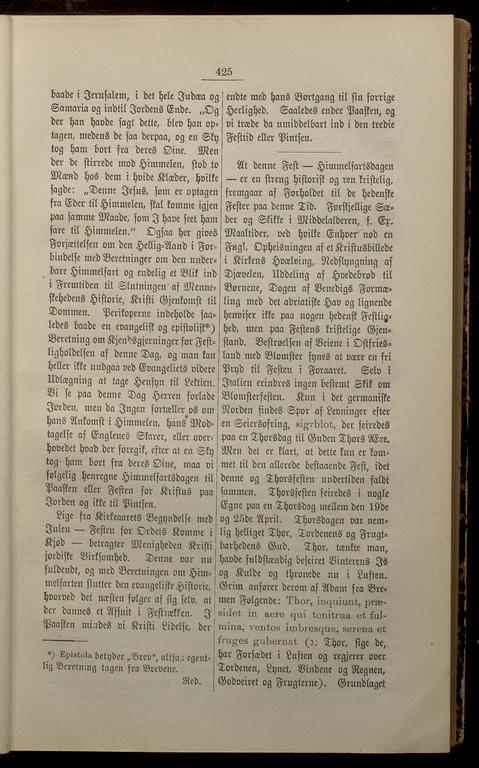 425
baade i Jerusalem, i det hele Judæa og
Samaria og indtil Jordens Ende. „Og
der han havde sagt dette, blev han op-
tagen, medens de saa derpaa, og en Sky
tog ham bort fra deres Øine. Men
der de stirrede mod Himmelen, stod to
Mænd hos dem i hvide Klæder, hvilke
sagde: „Denne Jesus, som er optagen
fra Eder til Himmelen, skal komme igjen
paa samme Maade, som I have seet ham
fare til Himmelen.“ Ogsaa her gives
Forjættelsen om den Hellig-Aand i For-
bindelse med Beretninger om den under-
bare Himmelfart og endelig et Blik ind
i Fremtiden til Slutningen af Menne-
skehedens Historie, Kristi Gjenkomst til
Dommen. Perikoperne indeholde saa-
ledes baade en evangelisk og epistolisk*)
Beretning om Kjendsgjerninger for Fest-
ligholdelsen af denne Dag, og man kan
heller ikke undgaa ved Evangeliets videre
Udlægning at tage Hensyn til Lektien.
Vi se paa denne Dag Herren forlade
Jorden, men da Ingen fortæller os om
hans Ankomst i Himmelen, hans Mod-
tagelse af Englenes Skarer, eller over-
hovedet hvad der foregik, efter at en Sky
tog ham bort fra deres Øine, maa vi
følgelig henregne Himmelfartsdagen til
Paasken eller Festen for Kristus paa
Jorden og ikke til Pintsen.
Lige fra Kirkeaarets Begyndelse med
Julen — Festen for Ordets Komme i
Kjød — betragter Menigheden Kristi
jordiske Virksomhed. Denne var nu
fuldendt, og med Beretningen om Him-
melfarten slutter den evangeliske Historie,
hvorved det næsten følger af sig selv, at
der dannes et Afsnit i Festrækken. I
Paasken mindes vi Kristi Lidelse, der
*) Epistola betyder „Brev“, altsaa egent-
lig Beretning tagen fra Brevene.
Red.
endte med hans Bortgang til sin forrige
Herlighed. Saaledes ender Paasken, og
vi træde da umiddelbart ind i den tredie
Festtid eller Pintsen.
At denne Fest — Himmelfartsdagen
— er en streng historisk og ren kristelig,
fremgaar af Forholdet til de hedenske
Fester paa denne Tid. Forskjellige Sæ-
der og Skikke i Middelalderen, f. Ex.
Maaltider, ved hvilke Enhver nød en
Fugl, Opheisningen af et Kristusbillede
i Kirkens Hvælving, Nedslyngning af
Djævelen, Uddeling af Hvedebrød til
Børnene, Dogen af Venedigs Formæ-
ling med det adriatiske Hav og lignende
henviser ikke paa nogen hedensk Festlig-
hed, men paa Festens kristelige Gjen-
stand. Bestrøelsen af Veiene i Ostfries-
land med Blomster synes at være en fri
Pryd til Festen i Foraaret. Selv i
Italien erindres ingen bestemt Skik om
Blomsterfesten. Kun i det germaniske
Norden findes Spor af Levninger efter
en Seiersofring, sigrblot, der feiredes
paa en Thorsdag til Guden Thors Ære.
Men det er klart, at dette kun er kom-
met til den allerede bestaaende Fest, idet
denne og Thorsfesten undertiden faldt
sammen. Thorsfesten feiredes i nogle
Egne paa en Thorsdag mellem den 19de
og 25de April. Thorsdagen var nem-
lig helliget Thor, Tordenens og Frugt-
barhedens Gud. Thor, tænkte man,
havde fuldstændig beseiret Vinterens Is
og Kulde og thronede nu i Luften.
Grim anfører derom af Adam fra Bre-
men Følgende: Thor, inquiunt, præ-
sidet in aere qui tonitrua et ful-
mina, ventos imbresque, serena et
fruges gubernat (ɔ: Thor, sige de,
har Forsædet i Luften og regjerer over
Tordenen, Lynet, Vindene og Regnen,
Godveiret og Frugterne). Grundlaget